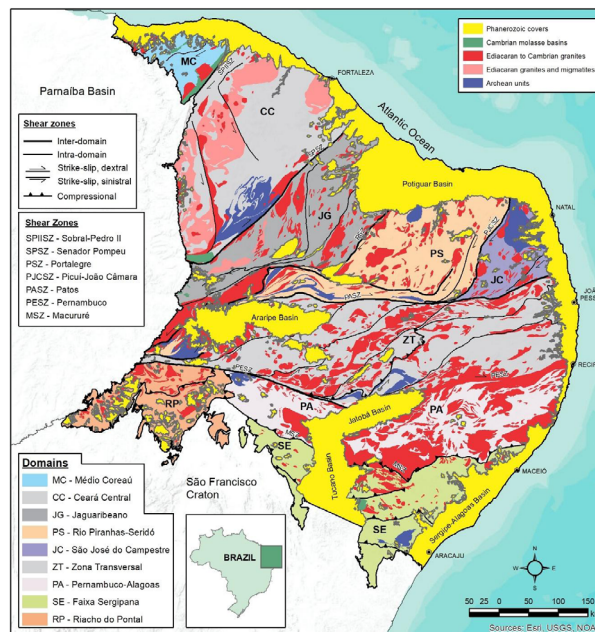 Phanerozoic covers
Cambrian molasse basins
Ediacaran to Cambrian granites
Ediacaran granites and migmatites
Archean units
MC
SPIISZ
FORTALEZA
Parnaíba Basin
Atlantic Ocean
CC
Shear zones
Inter-domain
Intra-domain
Strike-slip, dextral
Strike-slip, sinistral
Compressional
SPSZ
Potiguar Basin
JG
NATAL
Shear Zones
SPIISZ - Sobral-Pedro II
SPSZ - Senador Pompeu
PSZ - Portalegre
PJCSZ - Picuí-João Câmara
PASZ - Patos
PESZ - Pernambuco
MSZ - Macururé
PS
PJCSZ
JC
PASZ
Araripe Basin
ZT
PESZ
RECIF
RP
PA
Jatobá Basin
PA
SE
Tucano Basin
São Francisco
Craton
MACEIÓ
Sergipe-Alagoas Basin
SE
ARACAJU
Domains
MC - Médio Coreaú
CC - Ceará Central
JG - Jaguaribeano
PS - Rio Piranhas-Seridó
JC - São José do Campestre
ZT - Zona Transversal
PA - Pernambuco-Alagoas
SE - Faixa Sergipana
RP - Riacho do Pontal
BRAZIL
N
W
E
S
50 25 0 50 100 150
Sources: Esri, USGS, NOA